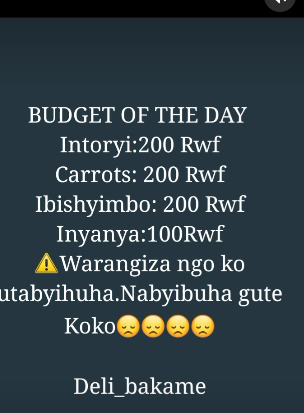 BUDGET OF THE DAY
Intoryi:200 Rwf
Carrots: 200 Rwf
Ibishyimbo: 200 Rwf
Inyanya:100Rwf
⚠️Warangiza ngo ko
utabyihuha.Nabyibuha gute
Koko😞😞😞😞
Deli_bakame